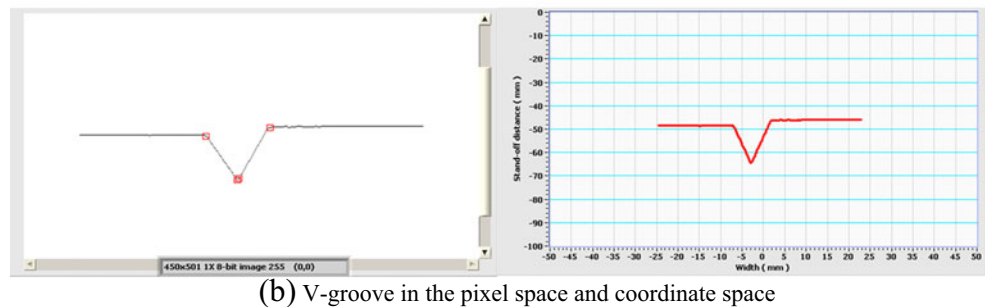 450x501 1X 8-bit image 255 (0,0)
Stand-off distance ( mm )
0
-10
-20
-30
-40
-50
-60
-70
-80
-90
-100
-50 -45 -40 -35 -30 -25 -20 -15 -10 -5 0 5 10 15 20 25 30 35 40 45 50
Width ( mm )
(b) V-groove in the pixel space and coordinate space